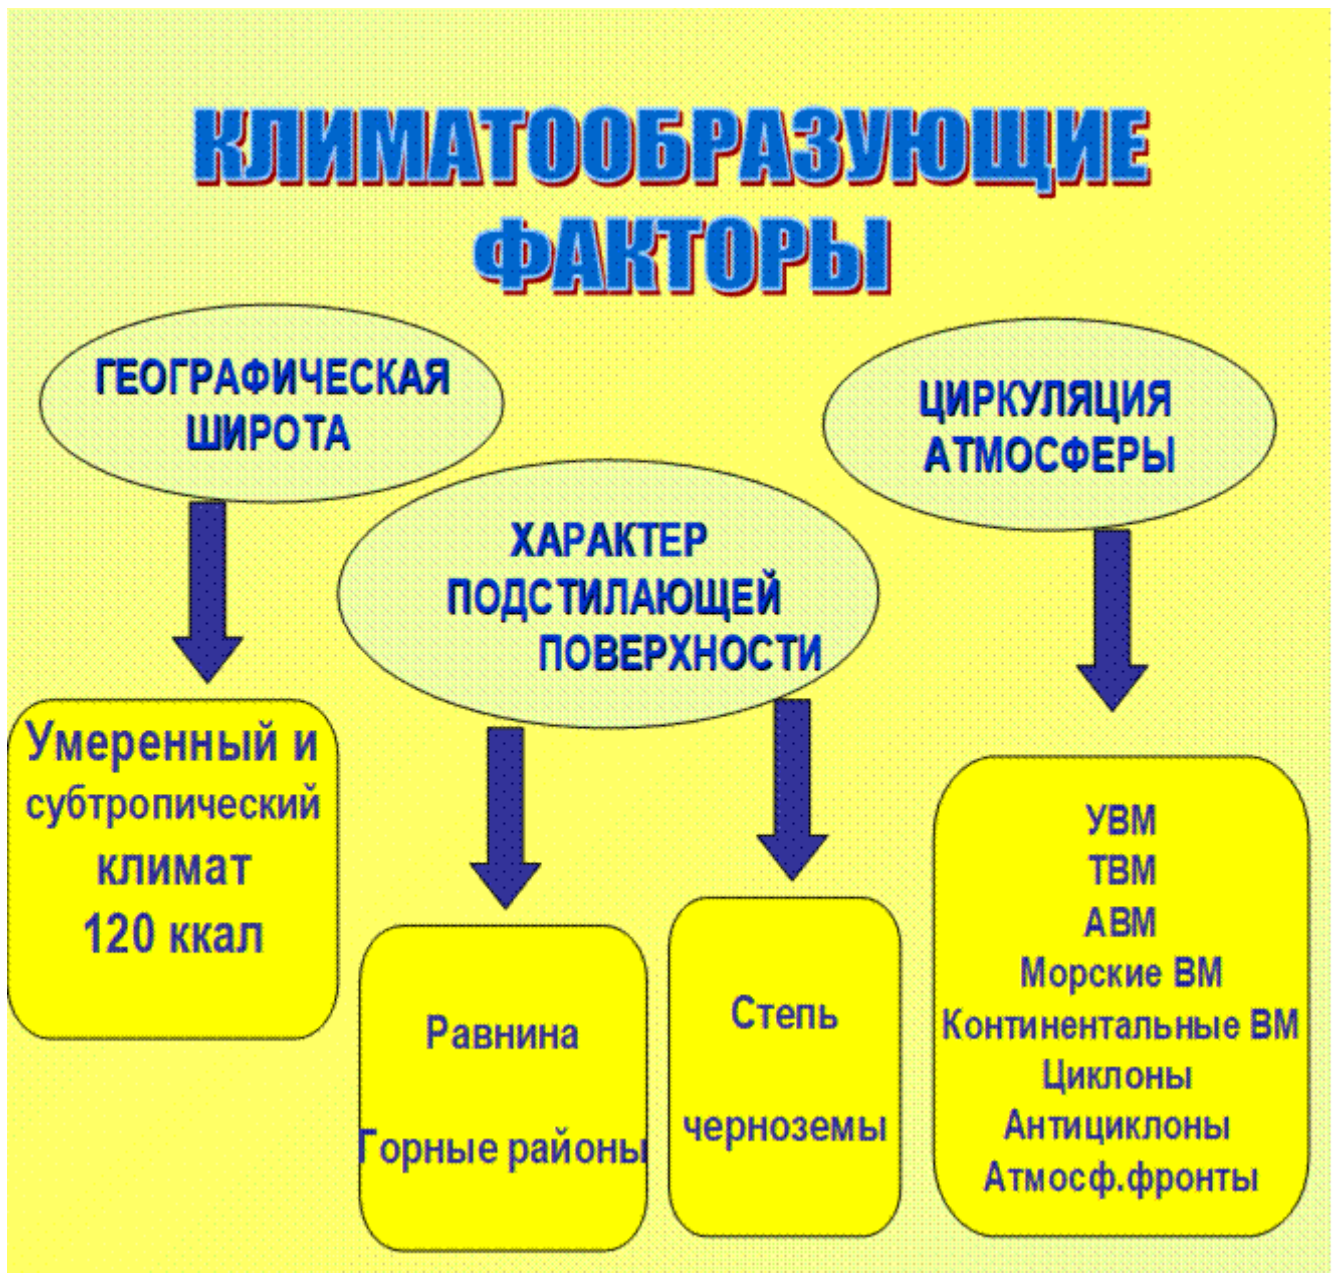 КЛИМАТООБРАЗУЮЩИЕ
ФАКТОРЫ
ГЕОГРАФИЧЕСКАЯ
ШИРОТА
ЦИРКУЛЯЦИЯ
АТМОСФЕРЫ
ХАРАКТЕР
ПОДСТИЛАЮЩЕЙ
ПОВЕРХНОСТИ
Умеренный и
субтропический
климат
120 ккал
Равнина
Горные районы
Степь
черноземы
УВМ
ТВМ
АВМ
Морские ВМ
Континентальные ВМ
Циклоны
Антициклоны
Атмосф.фронты